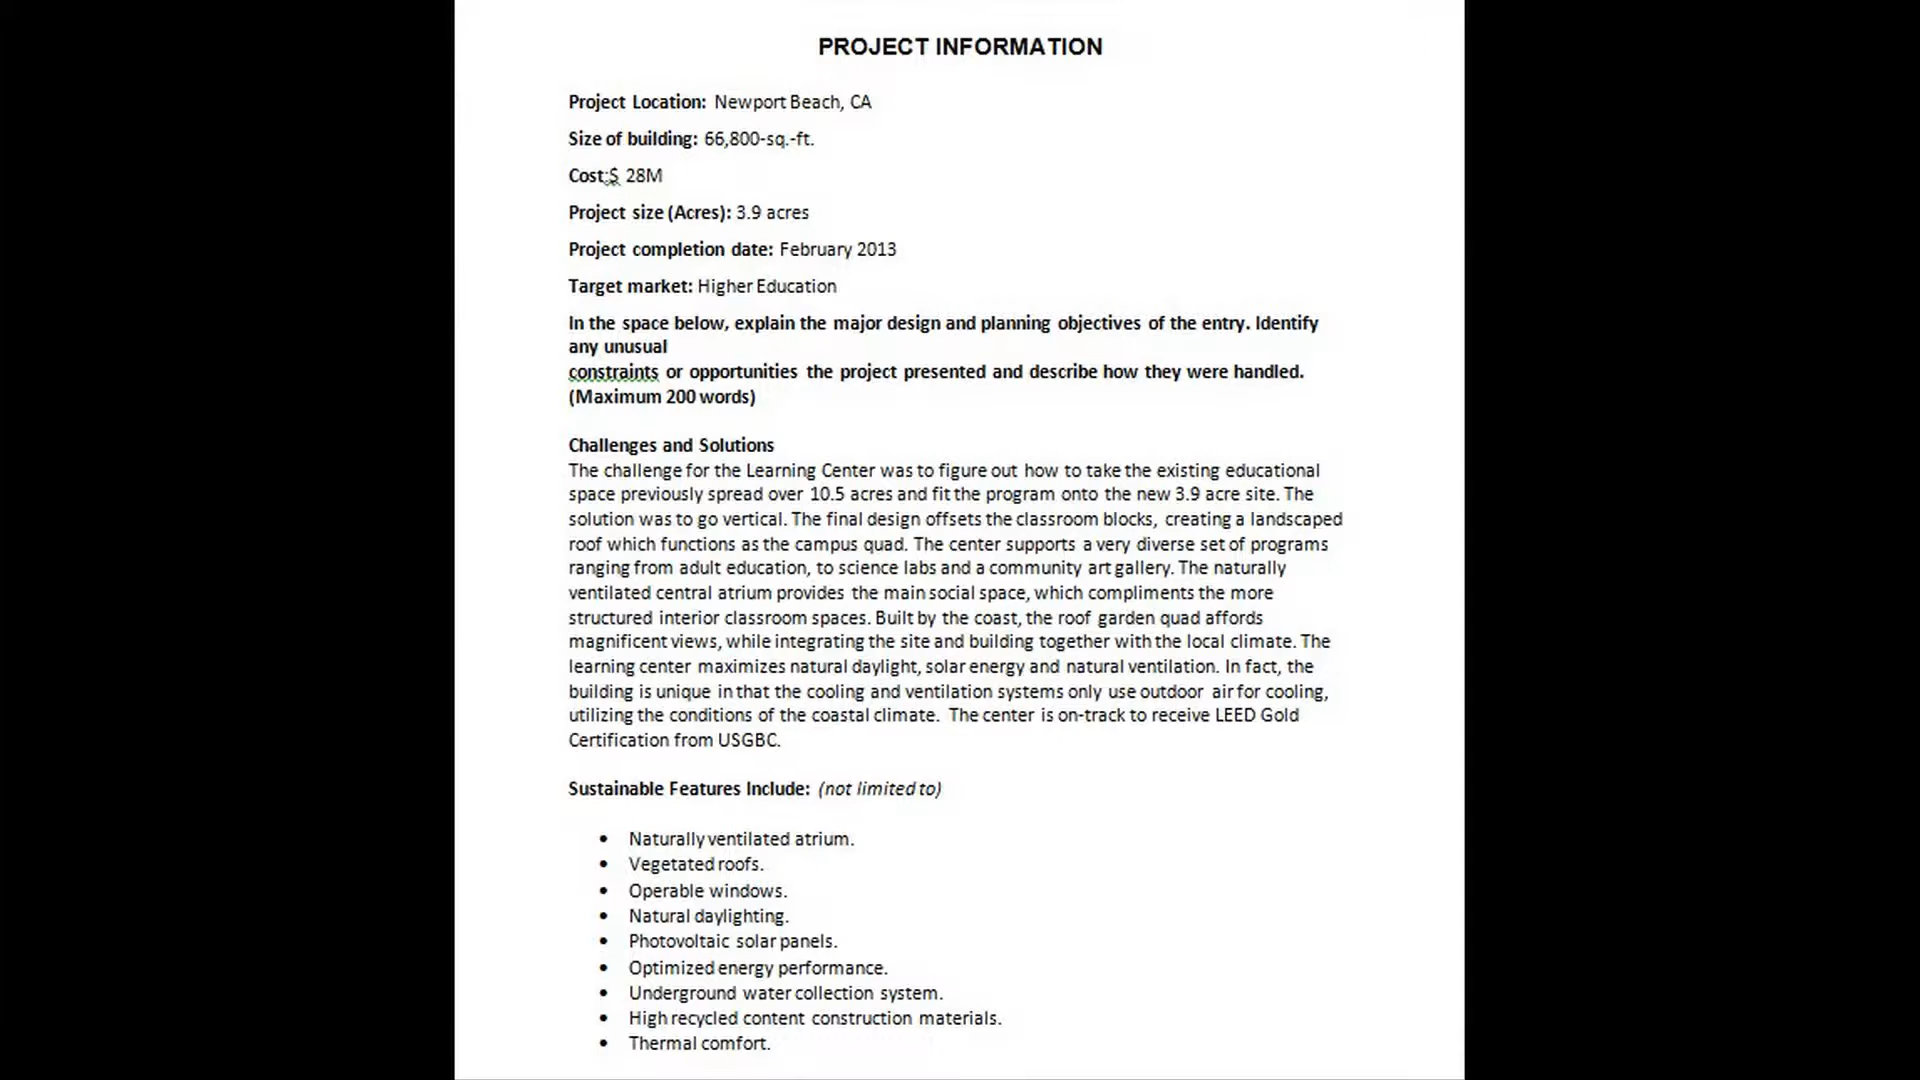 PROJECT INFORMATION
Project Location: Newport Beach, CA
Size of building: 66,800-sq.-ft.
Cost:$ 28M
Project size (Acres): 3.9 acres
Project completion date: February 2013
Target market: Higher Education
In the space below, explain the major design and planning objectives of the entry. Identify
any unusual
constraints or opportunities the project presented and describe how they were handled.
(Maximum 200 words)
Challenges and Solutions
The challenge for the Learning Center was to figure out how to take the existing educational
space previously spread over 10.5 acres and fit the program onto the new 3.9 acre site. The
solution was to go vertical. The final design offsets the classroom blocks, creating a landscaped
roof which functions as the campus quad. The center supports a very diverse set of programs
ranging from adult education, to science labs and a community art gallery. The naturally
ventilated central atrium provides the main social space, which compliments the more
structured interior classroom spaces. Built by the coast, the roof garden quad affords
magnificent views, while integrating the site and building together with the local climate. The
learning center maximizes natural daylight, solar energy and natural ventilation. In fact, the
building is unique in that the cooling and ventilation systems only use outdoor air for cooling,
utilizing the conditions of the coastal climate. The center is on-track to receive LEED Gold
Certification from USGBC.
Sustainable Features Include: (not limited to)
• Naturally ventilated atrium.
• Vegetated roofs.
• Operable windows.
• Natural daylighting.
• Photovoltaic solar panels.
• Optimized energy performance.
• Underground water collection system.
• High recycled content construction materials.
• Thermal comfort.